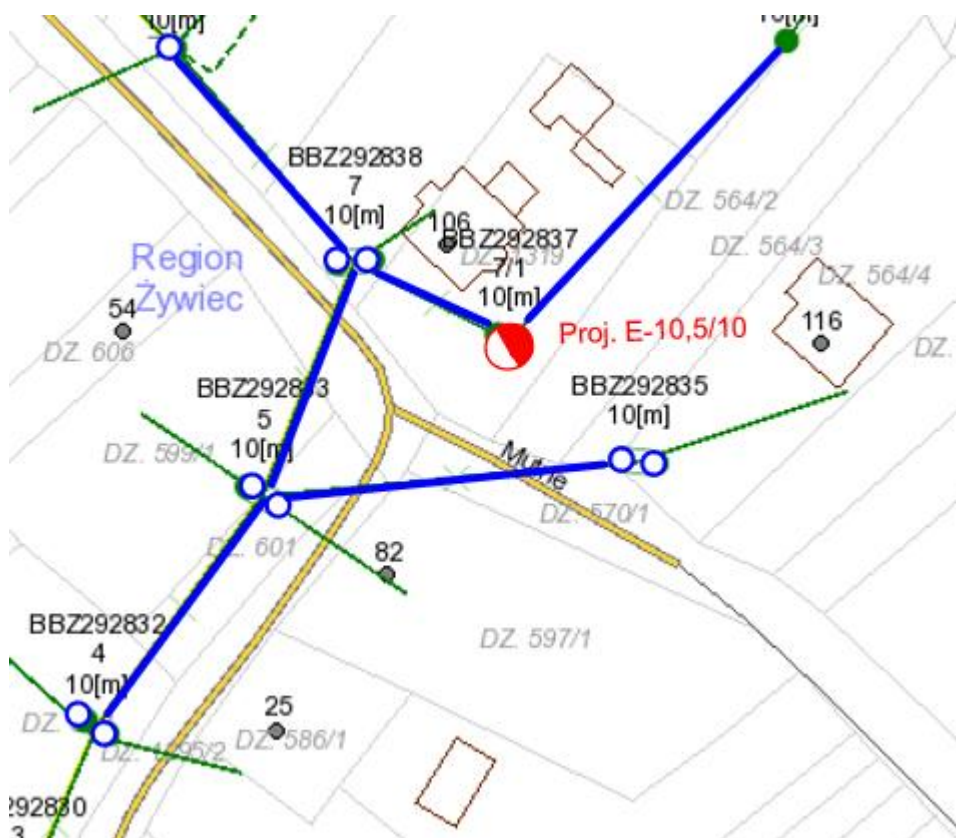 10[m]
10[m]
BBZ292838
7
10[m]
DZ. 564/2
106
BBZ292837
7/1
10[m]
DZ. 564/3
DZ. 564/4
Region
Żywiec
54
DZ. 606
Proj. E-10,5/10
116
DZ.
BBZ292835
10[m]
5
10[m]
DZ. 599/1
DZ. 570/1
DZ. 601
82
BBZ292832
4
10[m]
DZ. 597/1
25
DZ.
DZ. 586/1
292830
3